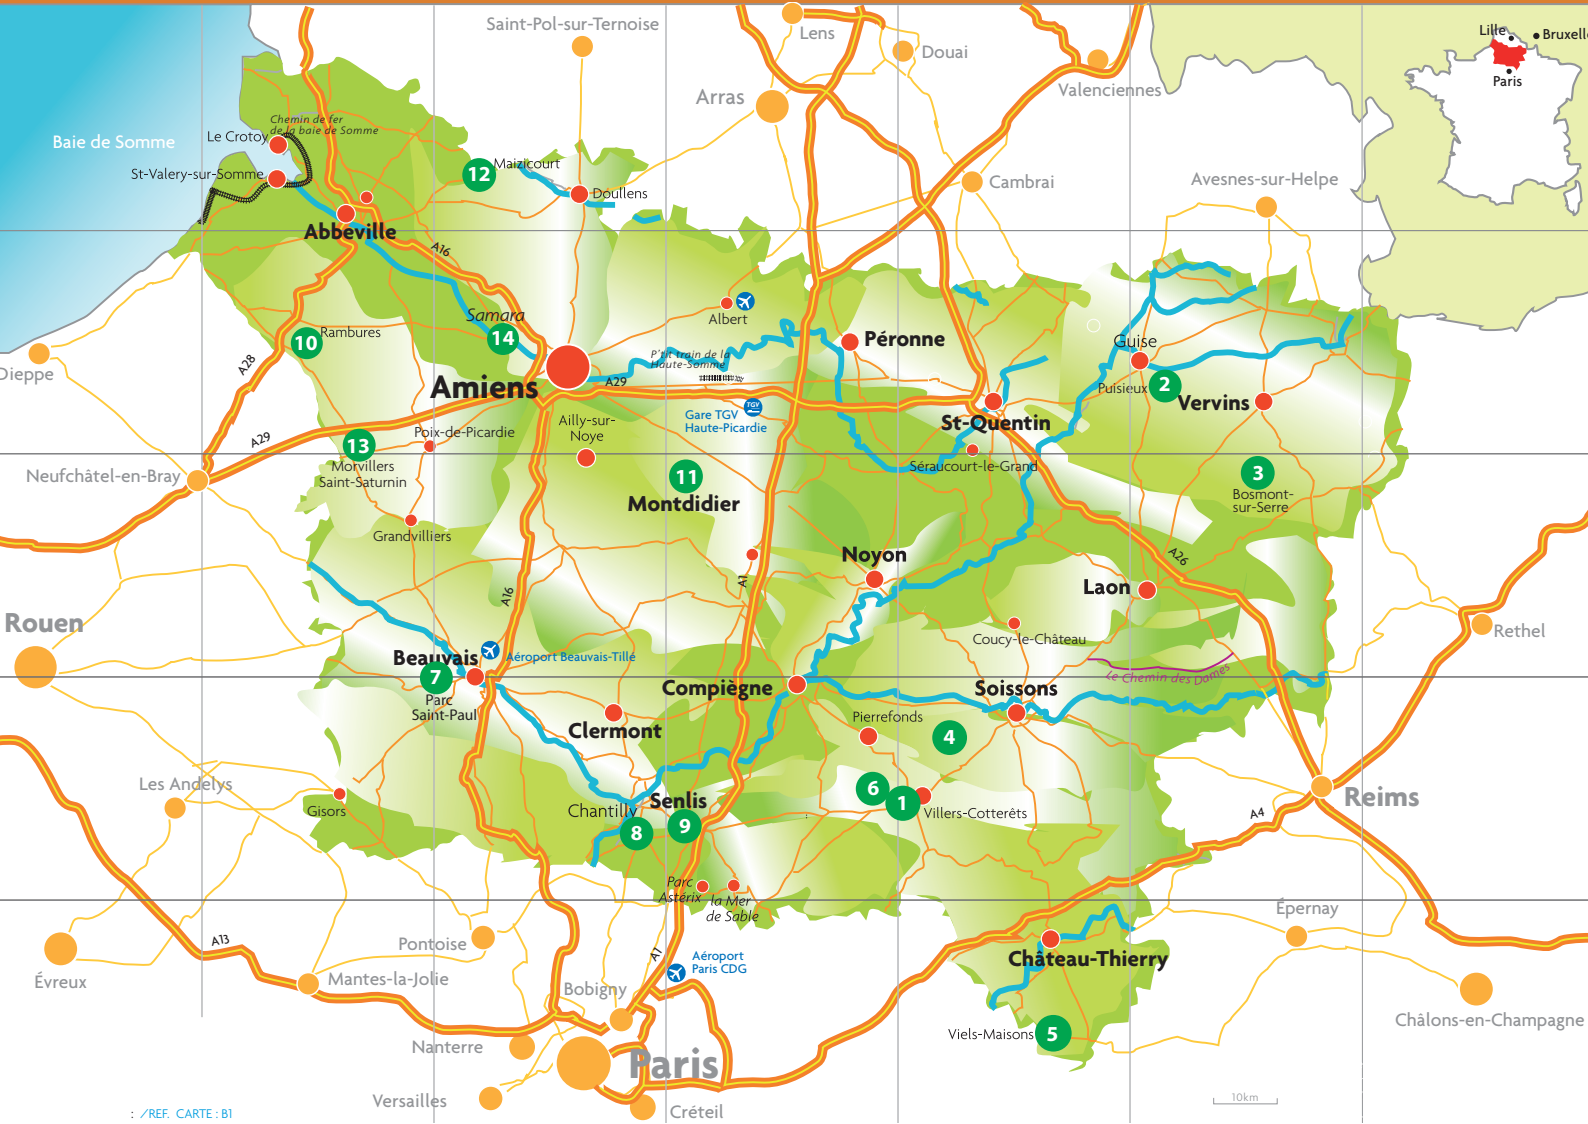 Saint-Pol-sur-Ternoise
Lens
Douai
Arras
Valenciennes
Lille
Bruxelle
Paris
Baie de Somme
Chemin de fer
de la baie de Somme
Le Crotoy
St-Valery-sur-Somme
12
Maizicourt
Doullens
Cambrai
Avesnes-sur-Helpe
Abbeville
A16
Samara
14
10
Rambures
Albert
Péronne
P'tit train de la
Haute-Somme
Guise
Puisieux
2
Vervins
Dieppe
A28
Amiens
A29
Gare TGV
Haute-Picardie
TGV
St-Quentin
Ailly-sur-
Noye
A29
13
Poix-de-Picardie
Morvillers
Saint-Saturnin
Neufchâtel-en-Bray
11
Montdidier
Séraucourt-le-Grand
3
Bosmont-
sur-Serre
Grandvilliers
Noyon
A26
Laon
A16
A1
Rouen
Coucy-le-Château
Rethel
Beauvais
Aéroport Beauvais-Tillé
7
Parc
Saint-Paul
Compiègne
Soissons
Le Chemin des Dames
Clermont
Pierrefonds
4
Les Andelys
Gisors
Chantilly
Senlis
8
9
6
1
Villers-Cotterêts
Reims
A4
Parc
Astérix
la Mer
de Sable
Épernay
A13
Pontoise
A1
Aéroport
Paris CDG
Château-Thierry
Évreux
Mantes-la-Jolie
Bobigny
Châlons-en-Champagne
Nanterre
Paris
Viels-Maisons
5
Versailles
Créteil
10km
: /REF. CARTE : B1